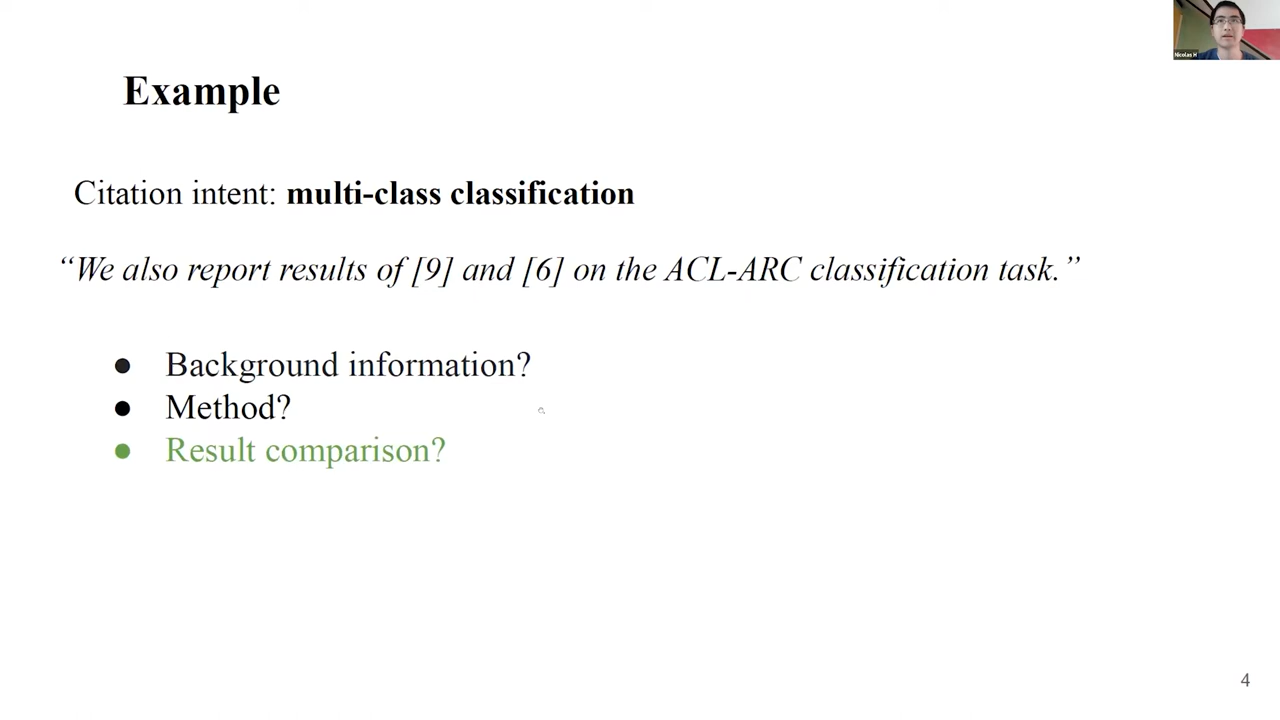 Nicolas H
Example
Citation intent: multi-class classification
“We also report results of [9] and [6] on the ACL-ARC classification task.”
● Background information?
● Method?
● Result comparison?
4